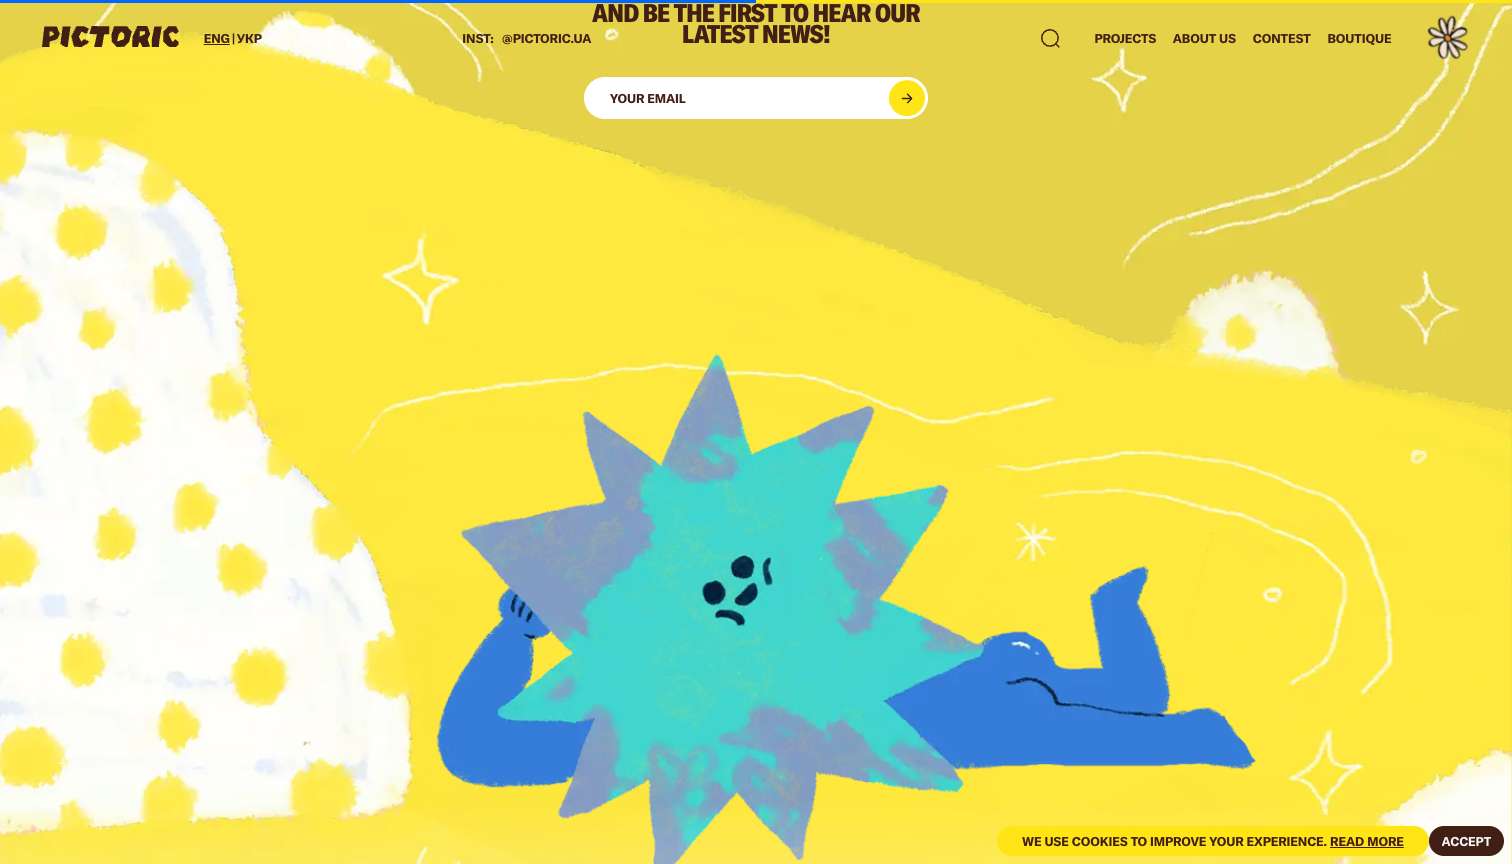 AND BE THE FIRST TO HEAR OUR
LATEST NEWS!
PICTORIC
ENG | УКР
INST: @PICTORIC.UA
PROJECTS
ABOUT US
CONTEST
BOUTIQUE
YOUR EMAIL
WE USE COOKIES TO IMPROVE YOUR EXPERIENCE. READ MORE
ACCEPT